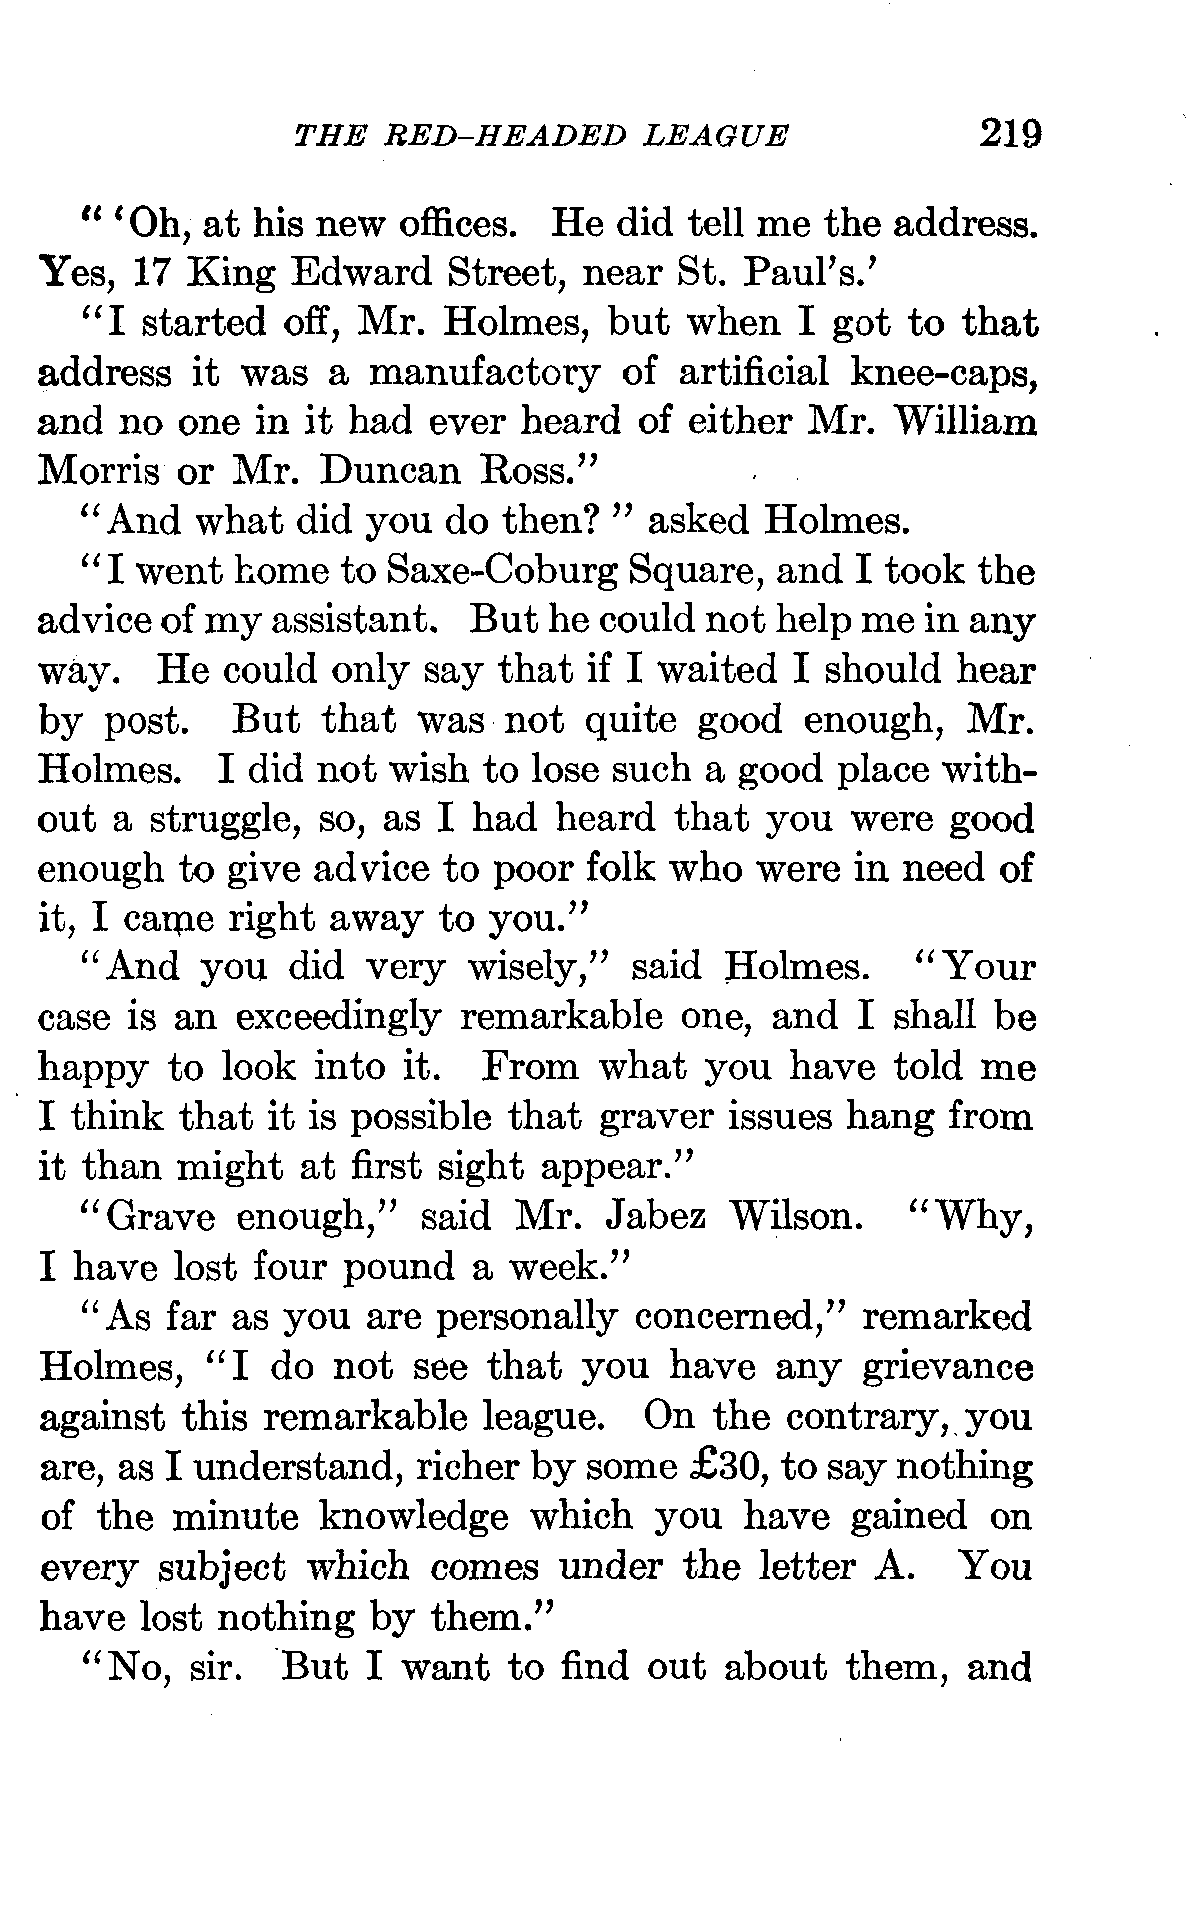 THE RED-HEADED LEAGUE 219
" 'Oh, at his new offices. He did tell me the address.
Yes, 17 King Edward Street, near St. Paul's.'
"I started off, Mr. Holmes, but when I got to that
address it was a manufactory of artificial knee-caps,
and no one in it had ever heard of either Mr. William
Morris or Mr. Duncan Ross."
"And what did you do then? " asked Holmes.
"I went home to Saxe-Coburg Square, and I took the
advice of my assistant. But he could not help me in any
way. He could only say that if I waited I should hear
by post. But that was not quite good enough, Mr.
Holmes. I did not wish to lose such a good place with-
out a struggle, so, as I had heard that you were good
enough to give advice to poor folk who were in need of
it, I came right away to you."
"And you did very wisely," said Holmes. "Your
case is an exceedingly remarkable one, and I shall be
happy to look into it. From what you have told me
I think that it is possible that graver issues hang from
it than might at first sight appear."
"Grave enough," said Mr. Jabez Wilson. "Why,
I have lost four pound a week."
"As far as you are personally concerned," remarked
Holmes, "I do not see that you have any grievance
against this remarkable league. On the contrary, you
are, as I understand, richer by some £30, to say nothing
of the minute knowledge which you have gained on
every subject which comes under the letter A. You
have lost nothing by them."
"No, sir. But I want to find out about them, and